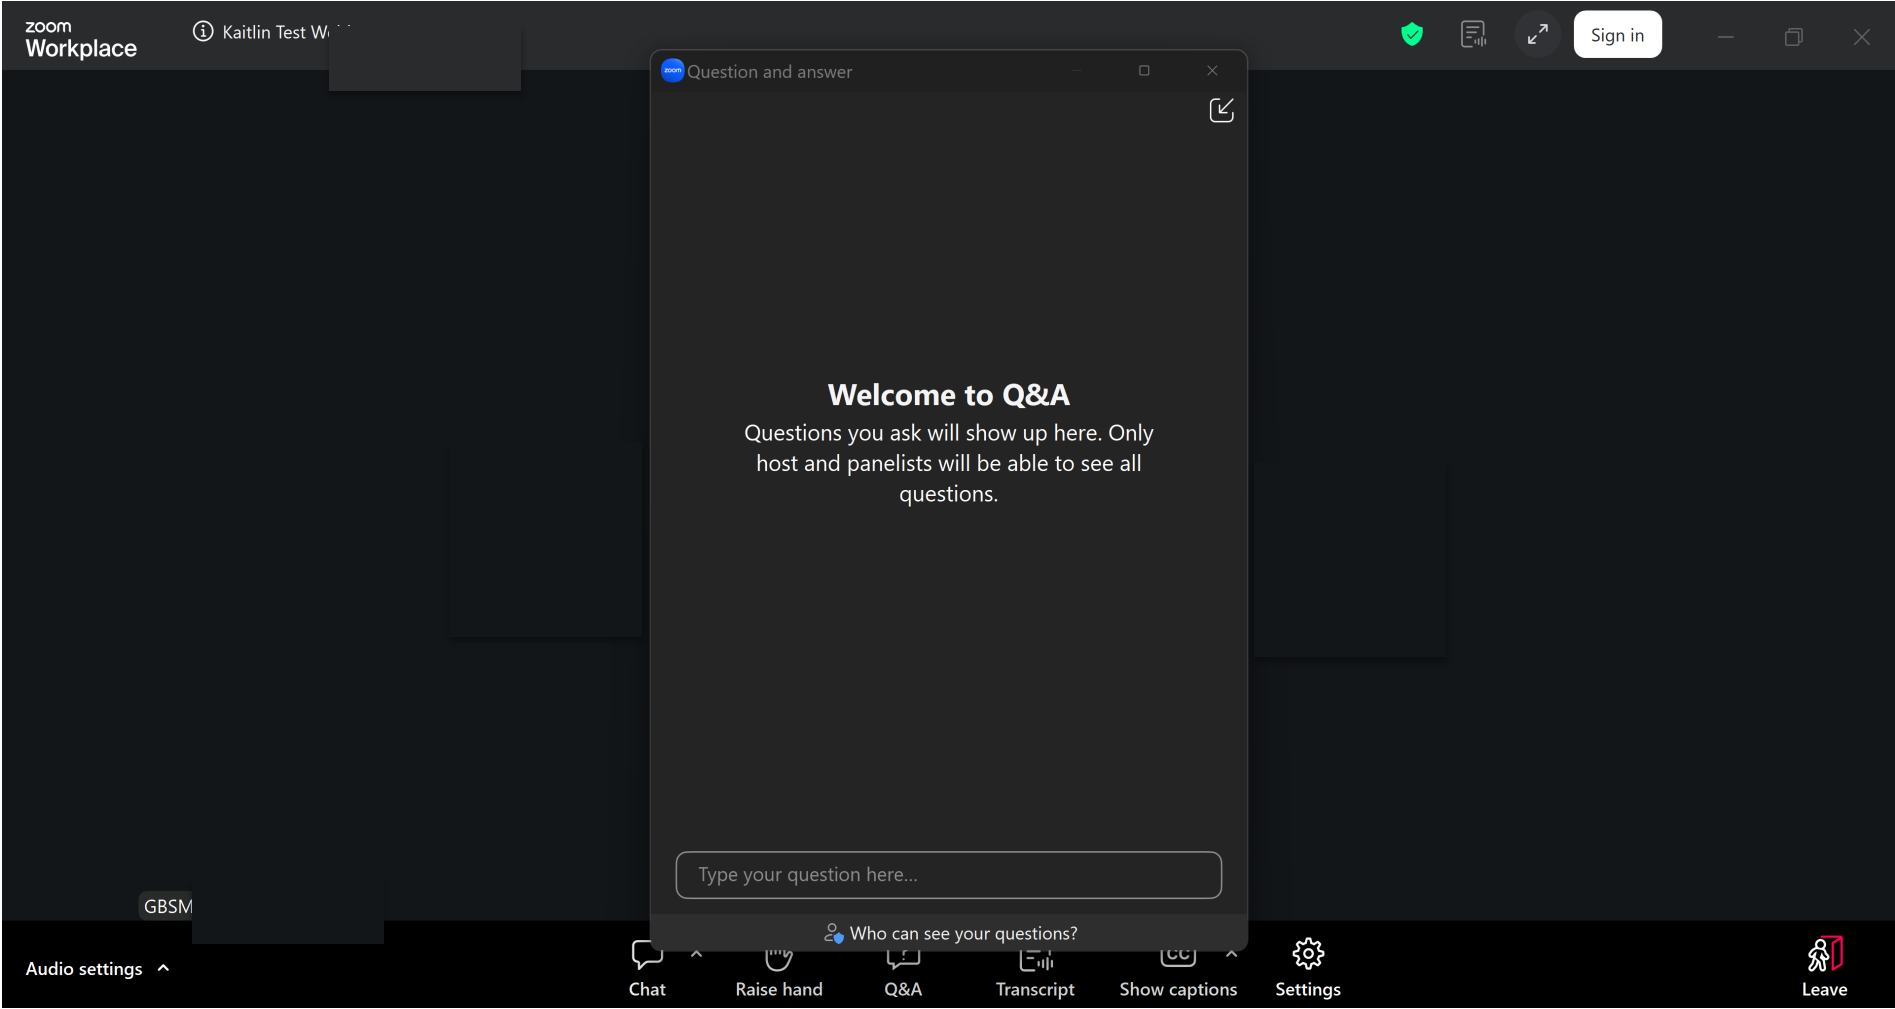 zoom
Workplace
Kaitlin Test
Sign in
zoom
Question and answer
Welcome to Q&A
Questions you ask will show up here. Only
host and panelists will be able to see all
questions.
Type your question here...
GBSM
Who can see your questions?
Audio settings
CC
Chat
Raise hand
Q&A
Transcript
Show captions
Settings
Leave